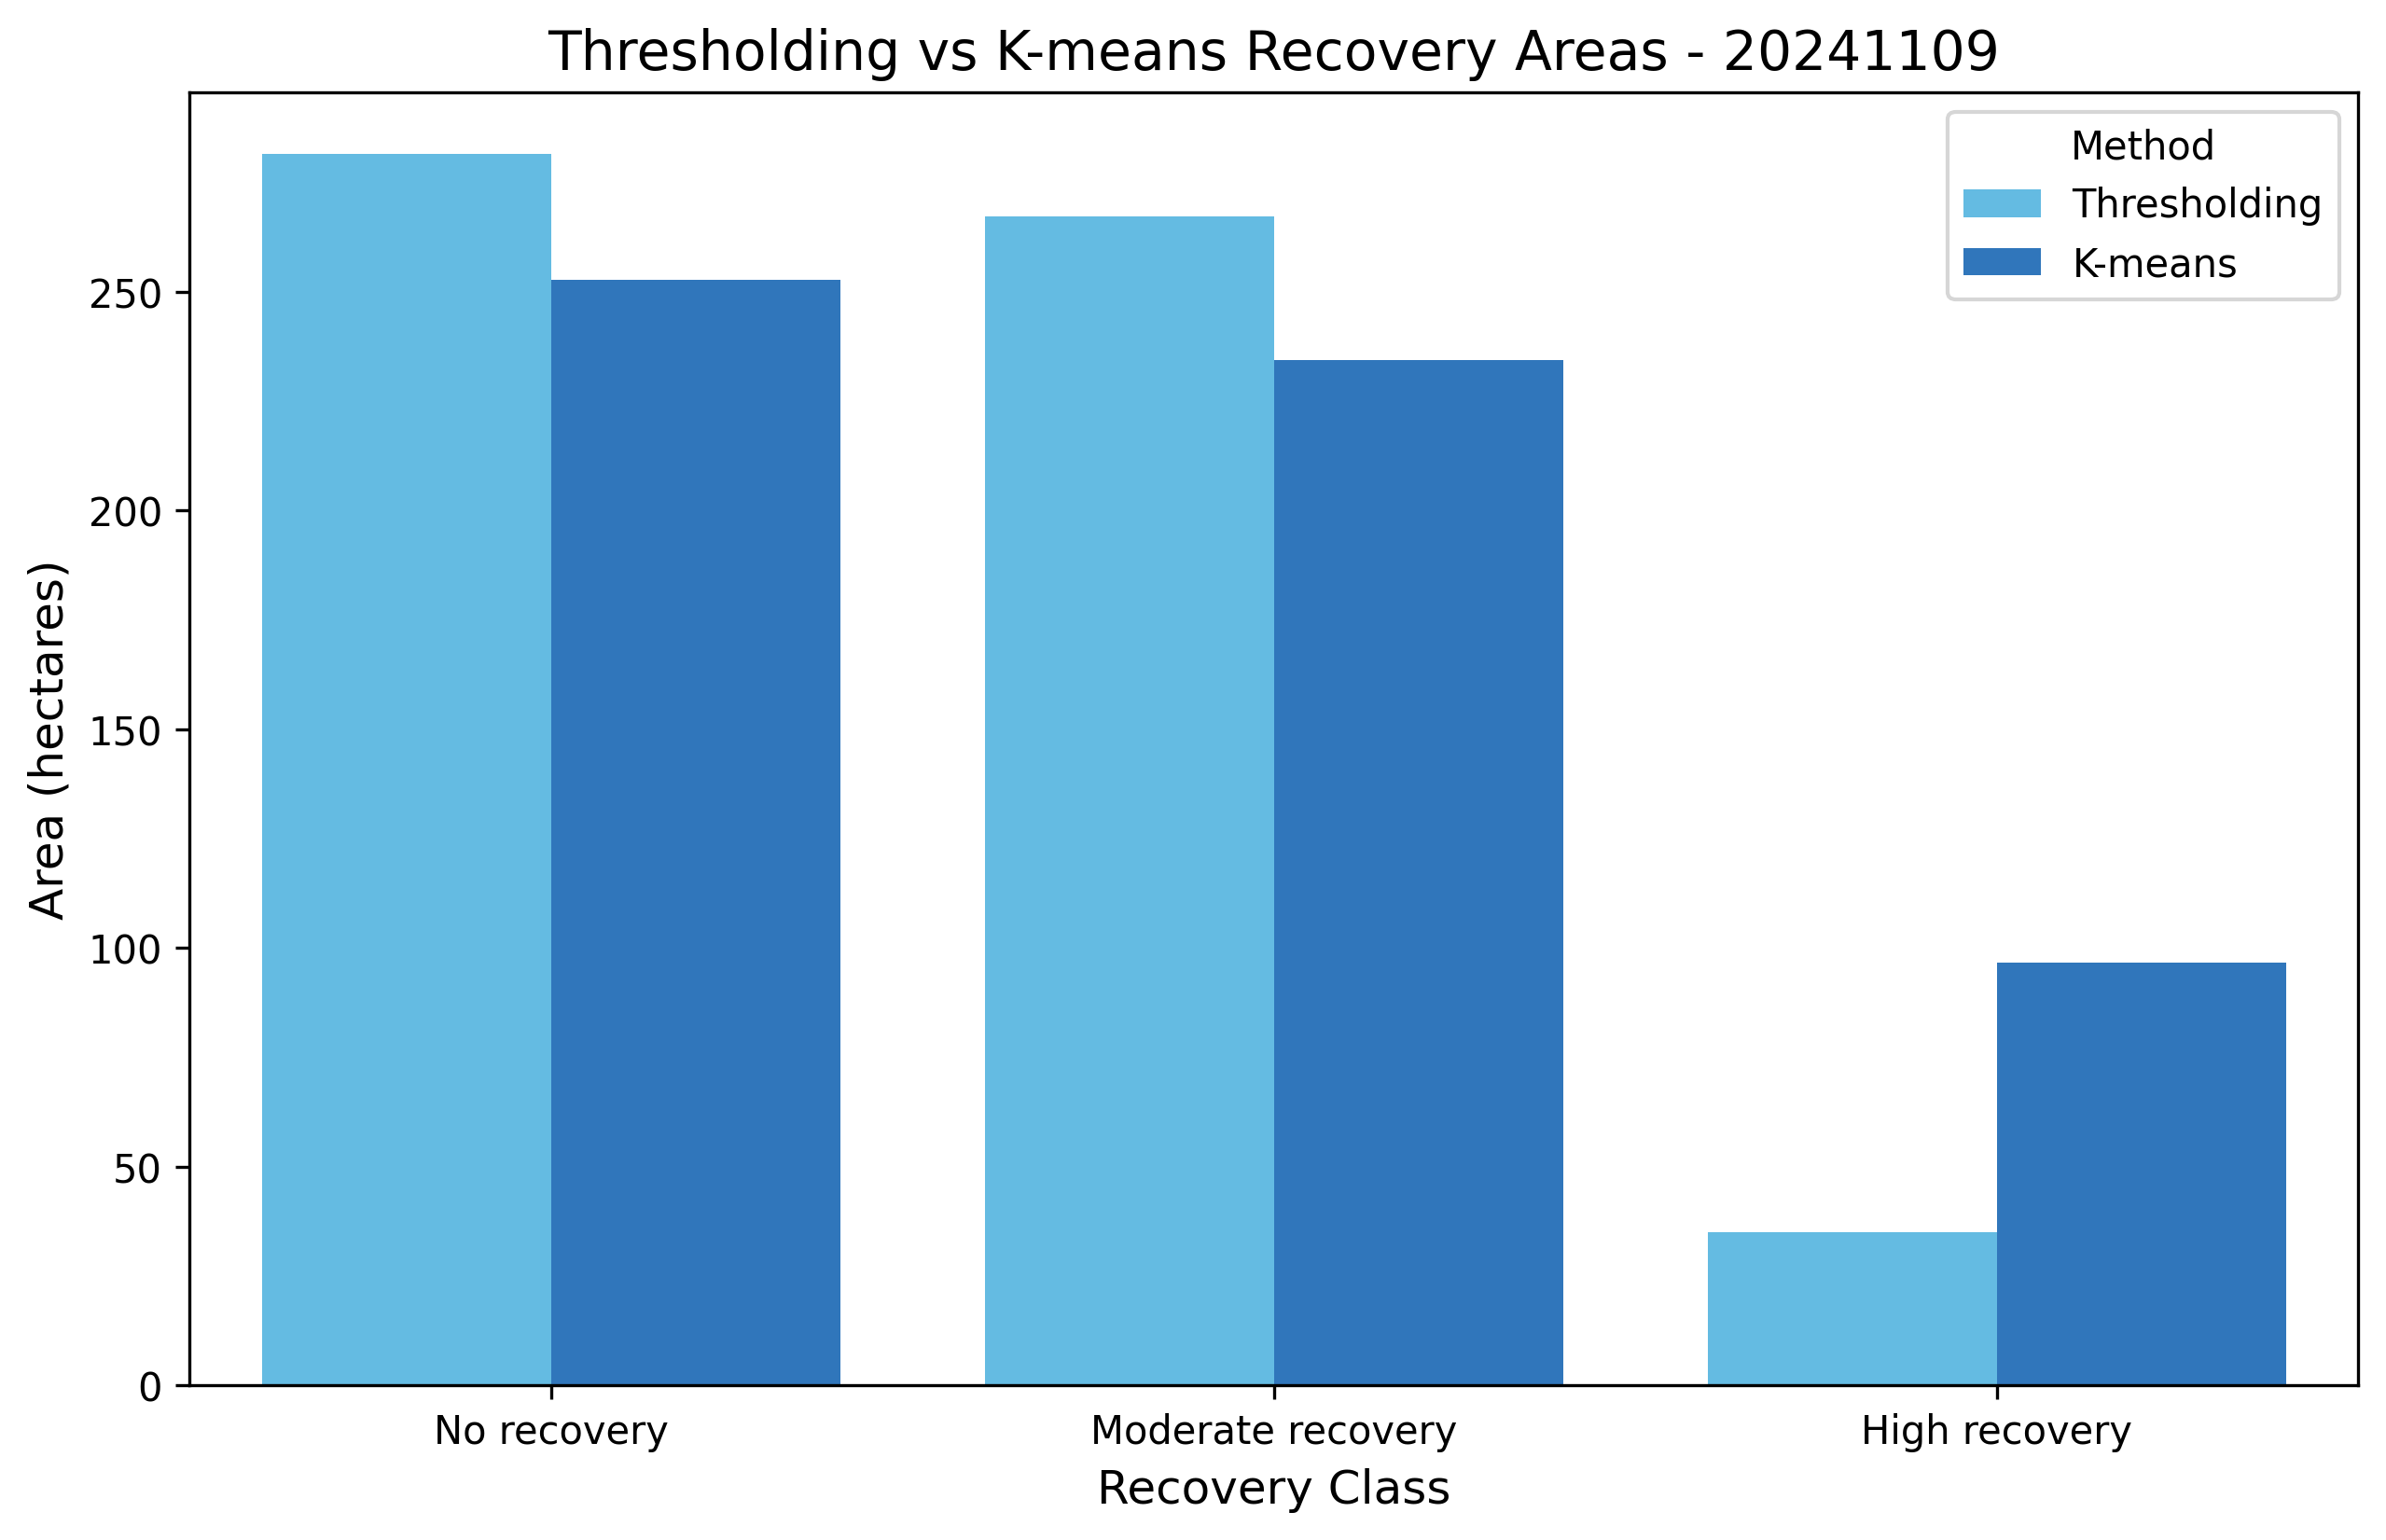 Thresholding vs K-means Recovery Areas - 20241109
Method
Thresholding
K-means
250
200
150
100
50
0
Area (hectares)
No recovery
Moderate recovery
High recovery
Recovery Class